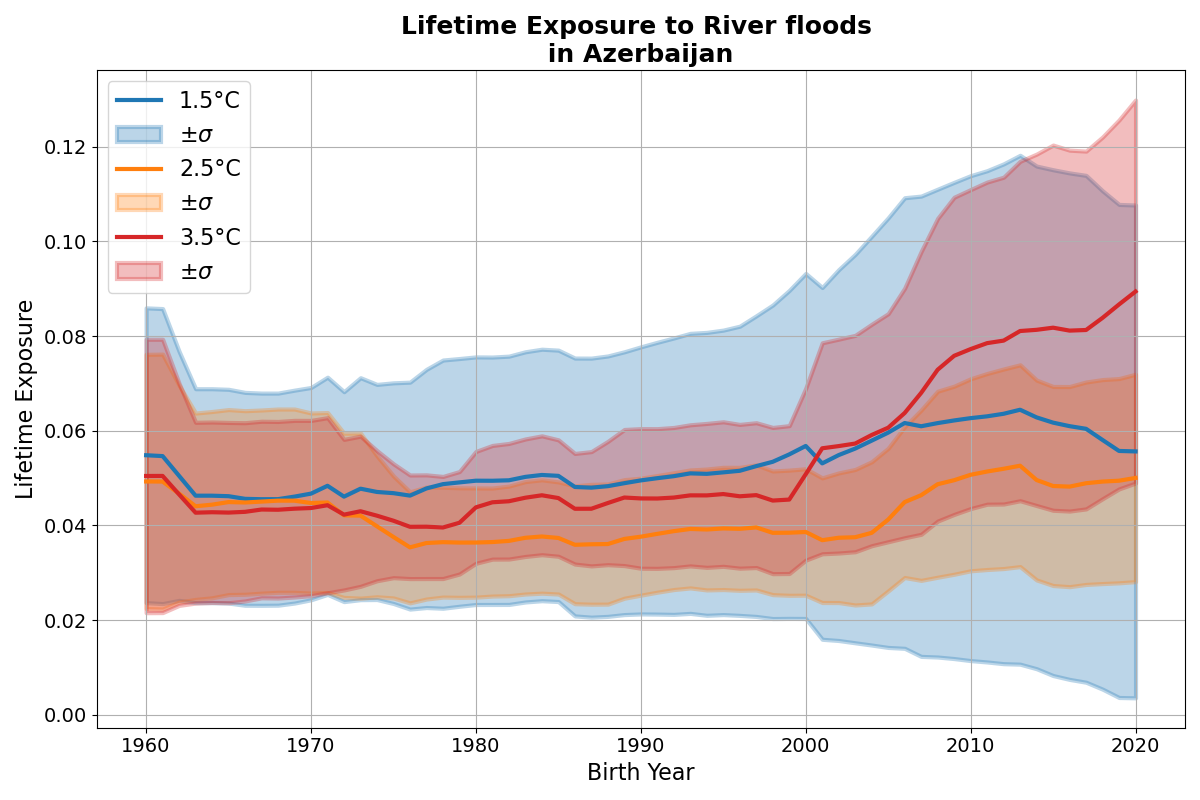 Lifetime Exposure to River floods
in Azerbaijan
1.5°C
±σ
2.5°C
±σ
3.5°C
±σ
Lifetime Exposure
0.12
0.10
0.08
0.06
0.04
0.02
0.00
1960 1970 1980 1990 2000 2010 2020
Birth Year